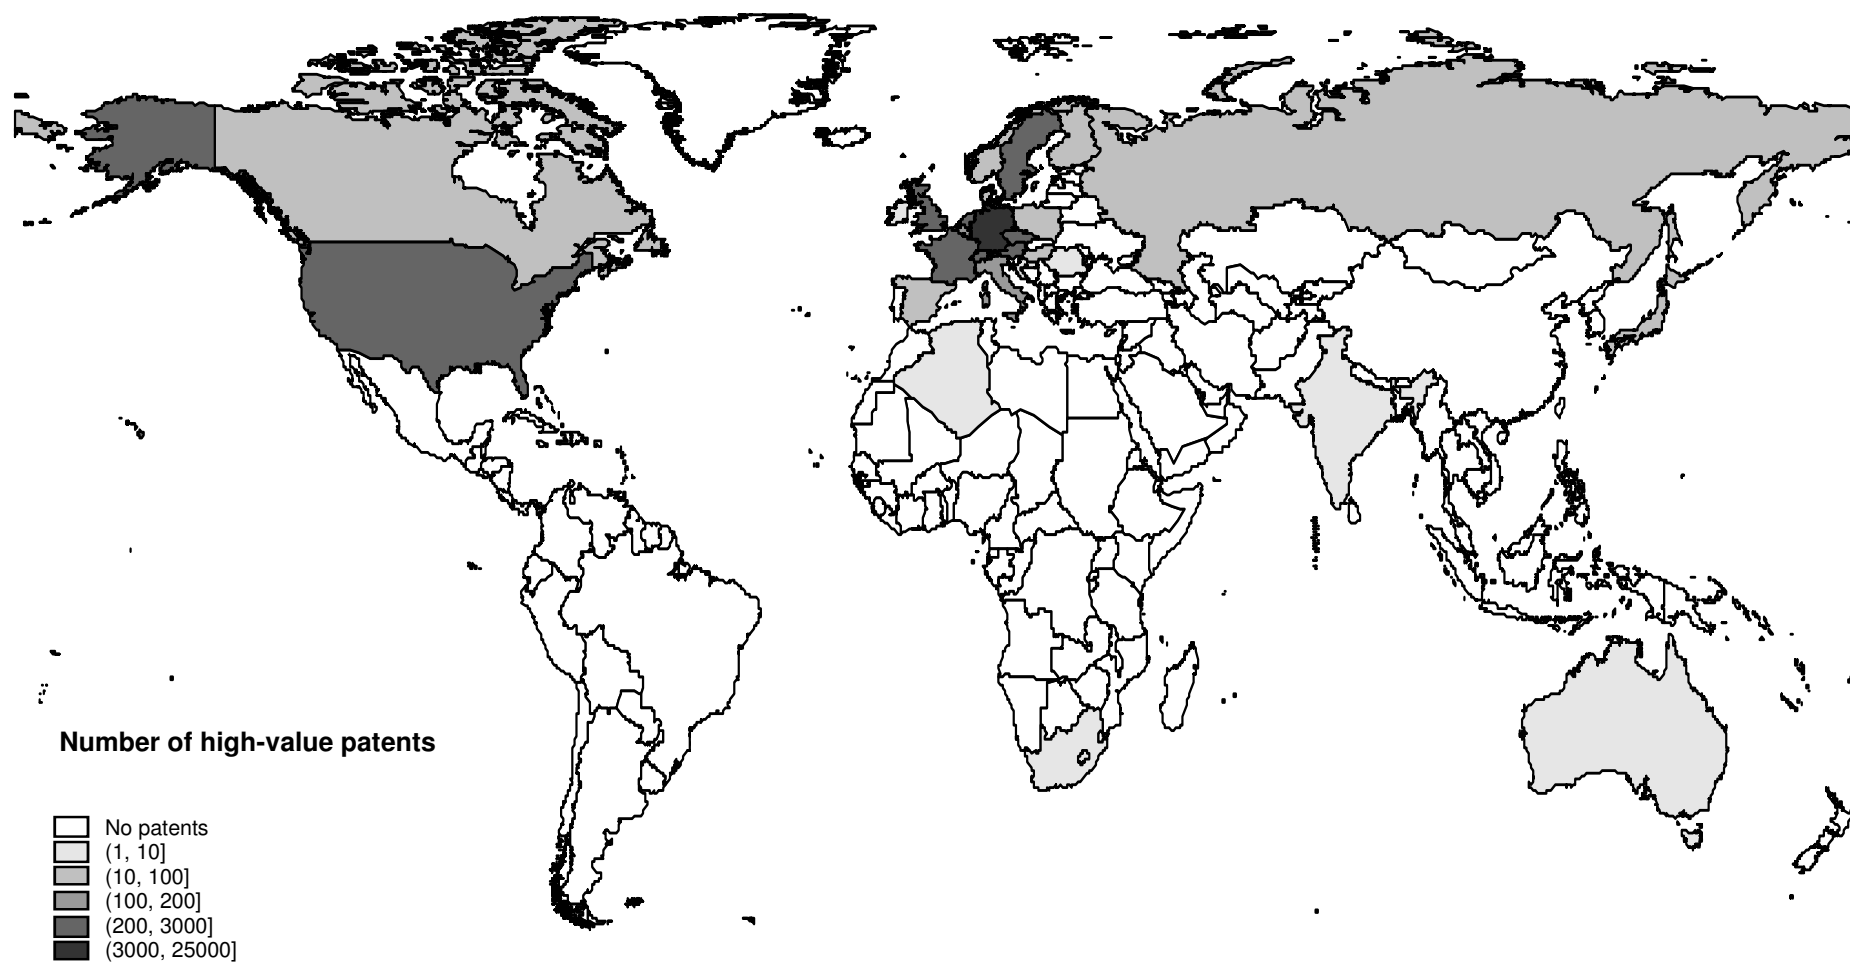 Number of high-value patents
No patents
(1, 10]
(10, 100]
(100, 200]
(200, 3000]
(3000, 25000]